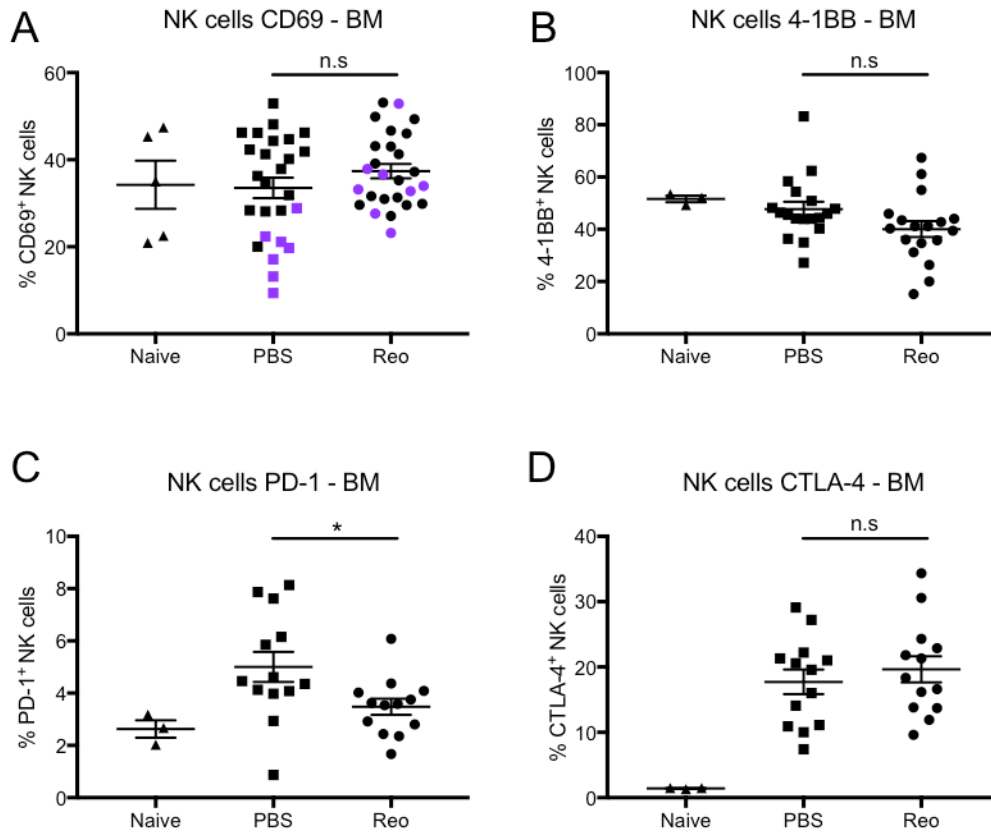 A
NK cells CD69 - BM
n.s
60
40
20
0
% CD69+ NK cells
Naive
PBS
Reo
B
NK cells 4-1BB - BM
n.s
100
80
60
40
20
0
% 4-1BB+ NK cells
Naive
PBS
Reo
C
NK cells PD-1 - BM
*
10
8
6
4
2
0
% PD-1+ NK cells
Naive
PBS
Reo
D
NK cells CTLA-4 - BM
n.s
40
30
20
10
0
% CTLA-4+ NK cells
Naive
PBS
Reo